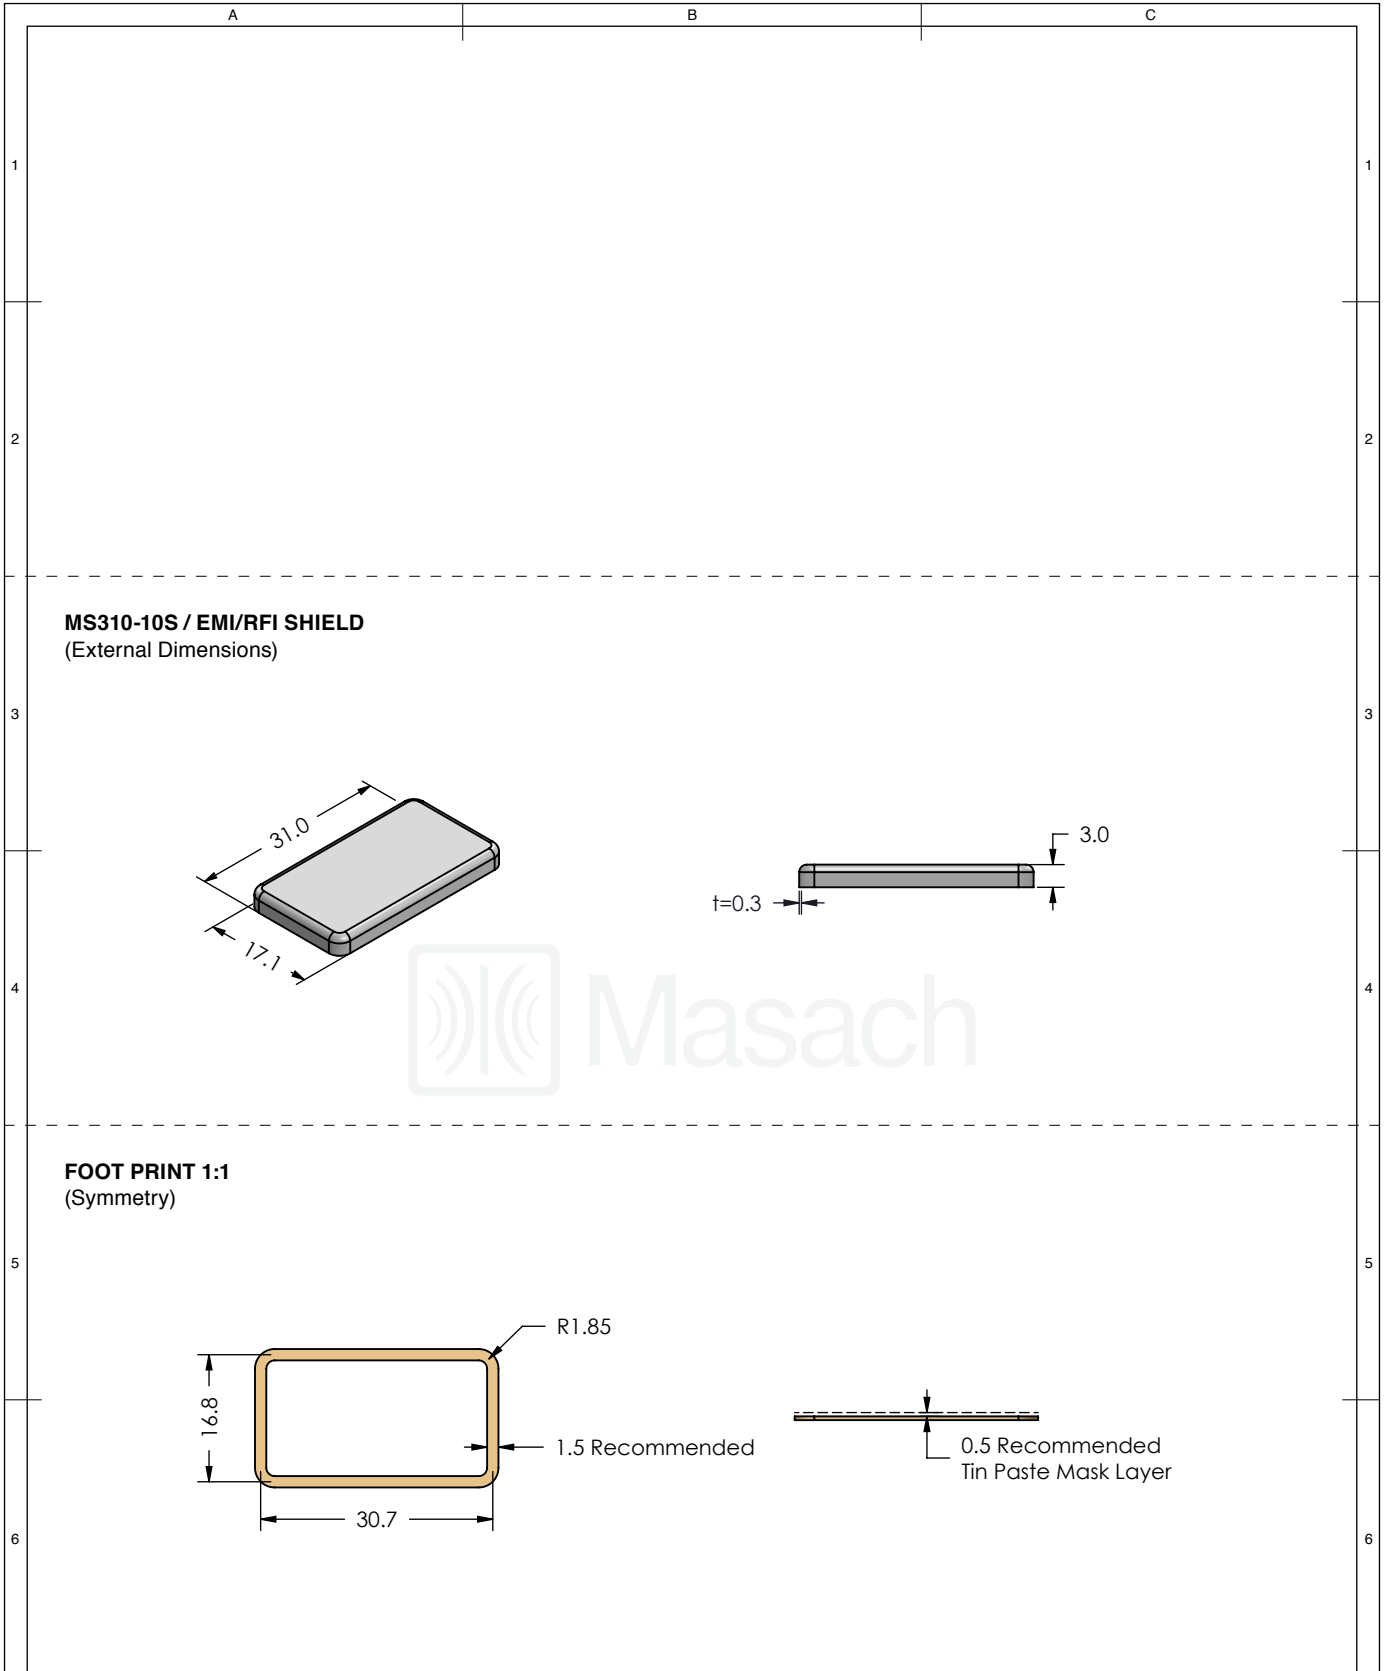 A B C
1 1
2 2
MS310-10S / EMI/RFI SHIELD
(External Dimensions)
3 3
31.0
3.0
t=0.3
17.1
Masach
4 4
FOOT PRINT 1:1
(Symmetry)
5 5
R1.85
16.8
1.5 Recommended
0.5 Recommended
Tin Paste Mask Layer
30.7
6 6